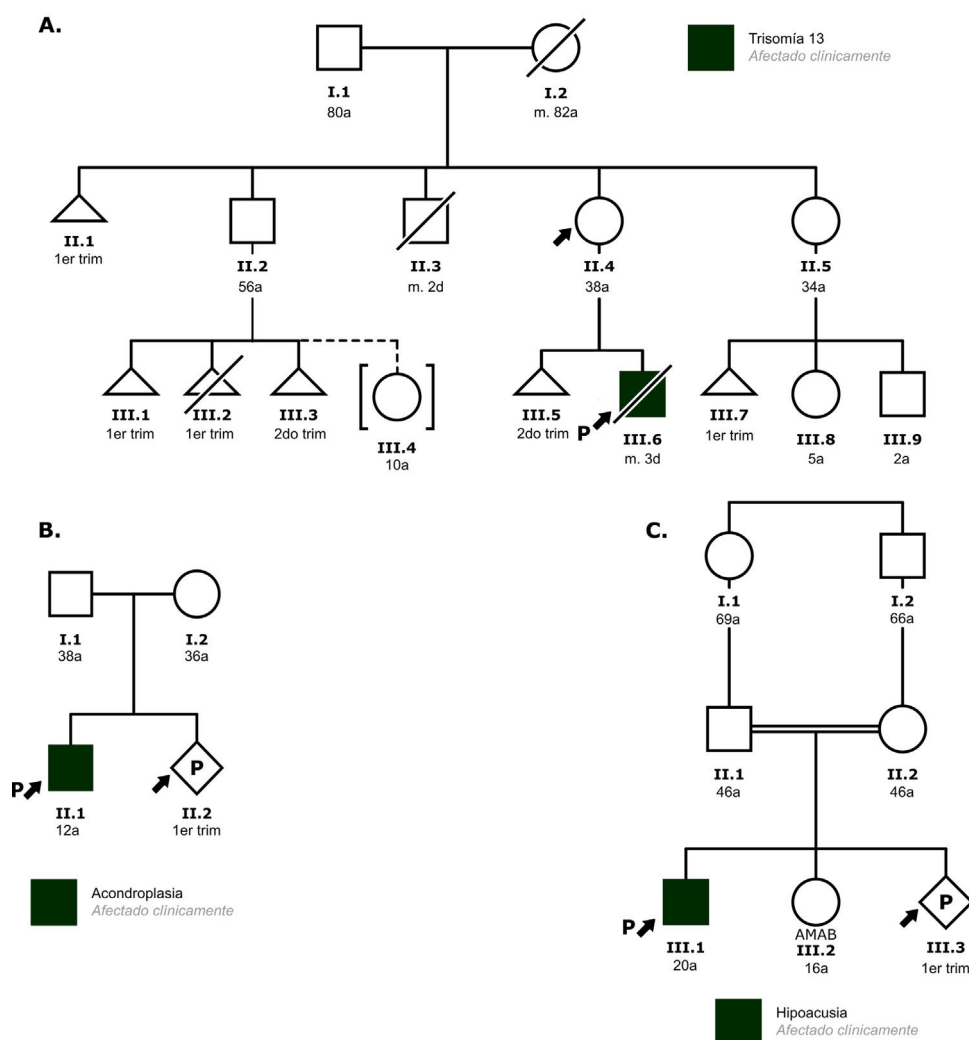 A.
Trisomía 13
Afectado clínicamente
I.1
80a
I.2
m. 82a
II.1
1er trim
II.2
56a
II.3
m. 2d
II.4
38a
II.5
34a
III.1
1er trim
III.2
1er trim
III.3
2do trim
III.4
10a
III.5
2do trim
P
III.6
m. 3d
III.7
1er trim
III.8
5a
III.9
2a
B.
I.1
38a
I.2
36a
P
II.1
12a
P
II.2
1er trim
Acondroplasia
Afectado clínicamente
C.
I.1
69a
I.2
66a
II.1
46a
II.2
46a
P
III.1
20a
AMAB
III.2
16a
P
III.3
1er trim
Hipoacusia
Afectado clínicamente